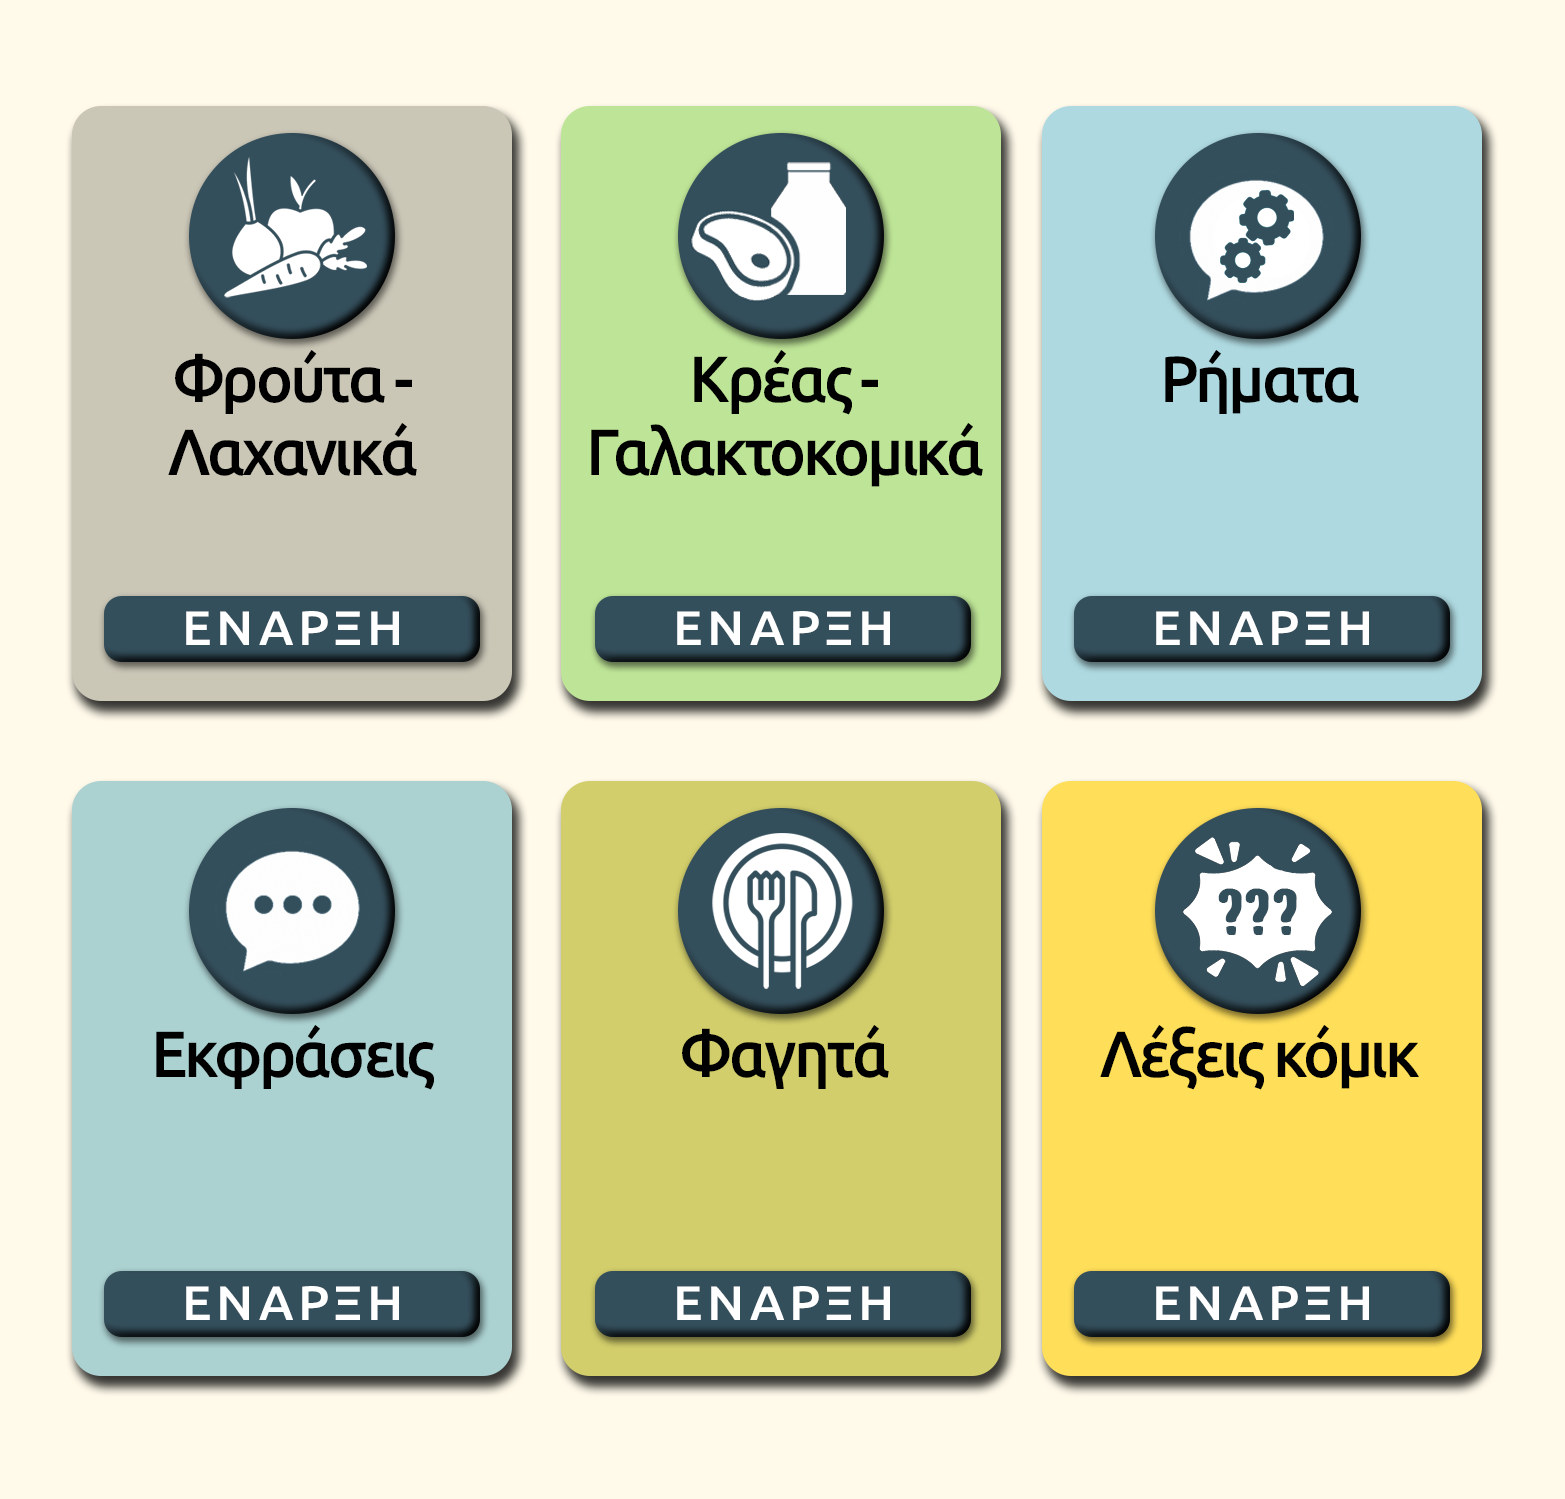 Φρούτα -
Λαχανικά
ΕΝΑΡΞΗ
Κρέας -
Γαλακτοκομικά
ΕΝΑΡΞΗ
Ρήματα
ΕΝΑΡΞΗ
Εκφράσεις
ΕΝΑΡΞΗ
Φαγητά
ΕΝΑΡΞΗ
???
Λέξεις κόμικ
ΕΝΑΡΞΗ